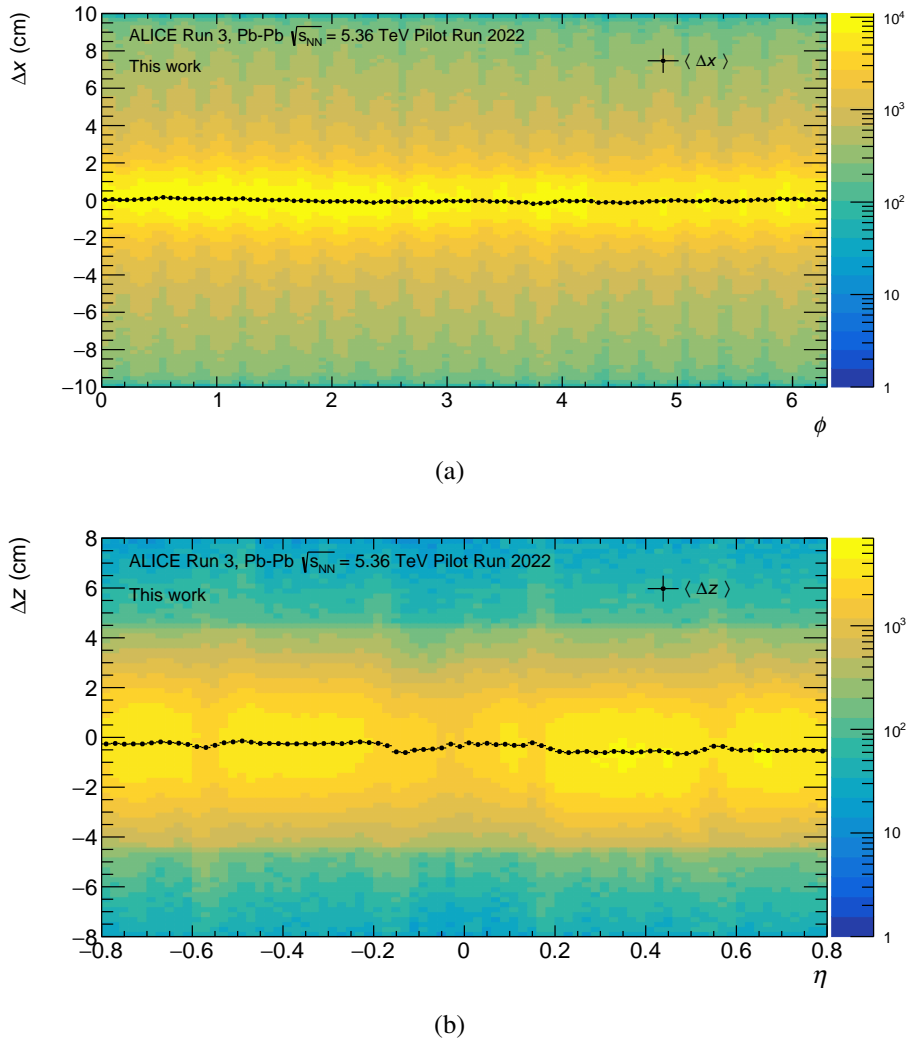 Δx (cm)
ALICE Run 3, Pb-Pb √sNN = 5.36 TeV Pilot Run 2022
This work
⟨ Δx ⟩
10
8
6
4
2
0
−2
−4
−6
−8
−10
0 1 2 3 4 5 6
ϕ
10⁴
10³
10²
10
1
(a)
Δz (cm)
ALICE Run 3, Pb-Pb √sNN = 5.36 TeV Pilot Run 2022
This work
⟨ Δz ⟩
8
6
4
2
0
−2
−4
−6
−8
−0.8 −0.6 −0.4 −0.2 0 0.2 0.4 0.6 0.8
η
10³
10²
10
1
(b)